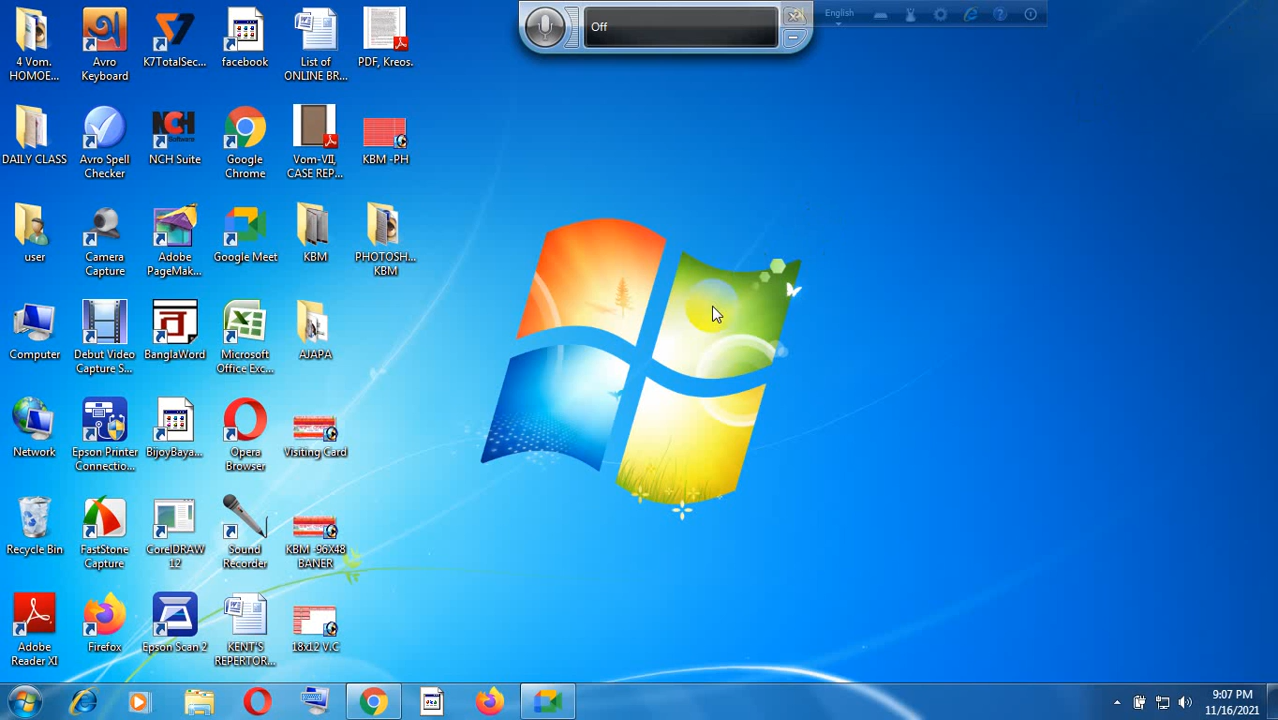 Off
English
4 Vom.
HOMOE...
Avro
Keyboard
K7TotalSec...
facebook
List of
ONLINE BR...
PDF, Kreos.
DAILY CLASS
Avro Spell
Checker
NCH
Software
NCH Suite
Google
Chrome
Vom-VII,
CASE REP...
KBM -PH
user
Camera
Capture
Adobe
PageMak...
Google Meet
KBM
PHOTOSH...
KBM
Computer
Debut Video
Capture S...
BanglaWord
Microsoft
Office Exc...
AJAPA
Network
Epson Printer
Connectio...
BijoyBaya...
Opera
Browser
Visiting Card
Recycle Bin
FastStone
Capture
CorelDRAW
12
Sound
Recorder
KBM -96X48
BANER
Adobe
Reader XI
Firefox
Epson Scan 2
KENT'S
REPERTOR...
18x12 V.C
9:07 PM
11/16/2021